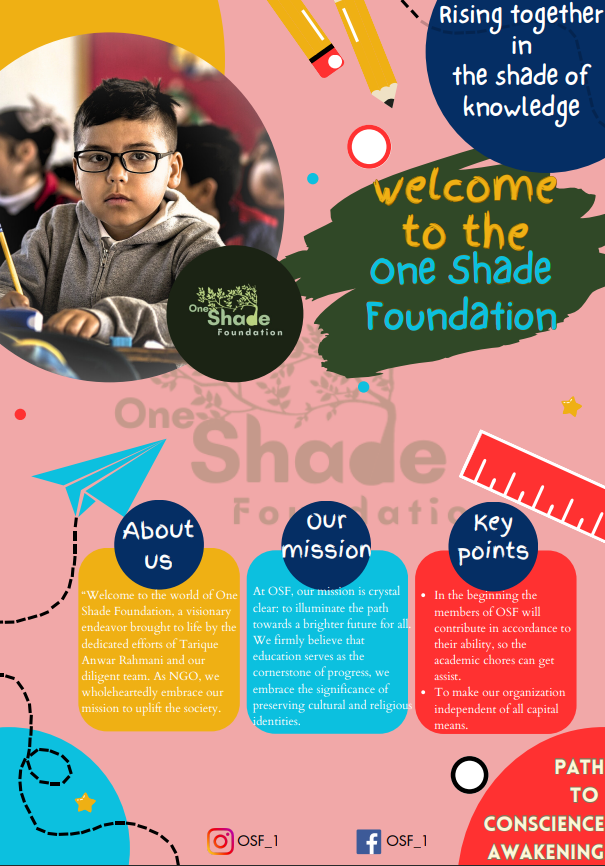 Rising together
in
the shade of
knowledge
welcome
to the
One Shade
Foundation
One
Shade
Foundation
One
Shade
Foundatio
About
us
Our
mission
Key
points
“Welcome to the world of One
Shade Foundation, a visionary
endeavor brought to life by the
dedicated efforts of Tarique
Anwar Rahmani and our
diligent team. As NGO, we
wholeheartedly embrace our
mission to uplift the society.
At OSF, our mission is crystal
clear: to illuminate the path
towards a brighter future for all.
We firmly believe that
education serves as the
cornerstone of progress, we
embrace the significance of
preserving cultural and religious
identities.
• In the beginning the
members of OSF will
contribute in accordance to
their ability, so the
academic chores can get
assist.
• To make our organization
independent of all capital
means.
PATH
TO
CONSCIENCE
AWAKENING
OSF_1
OSF_1